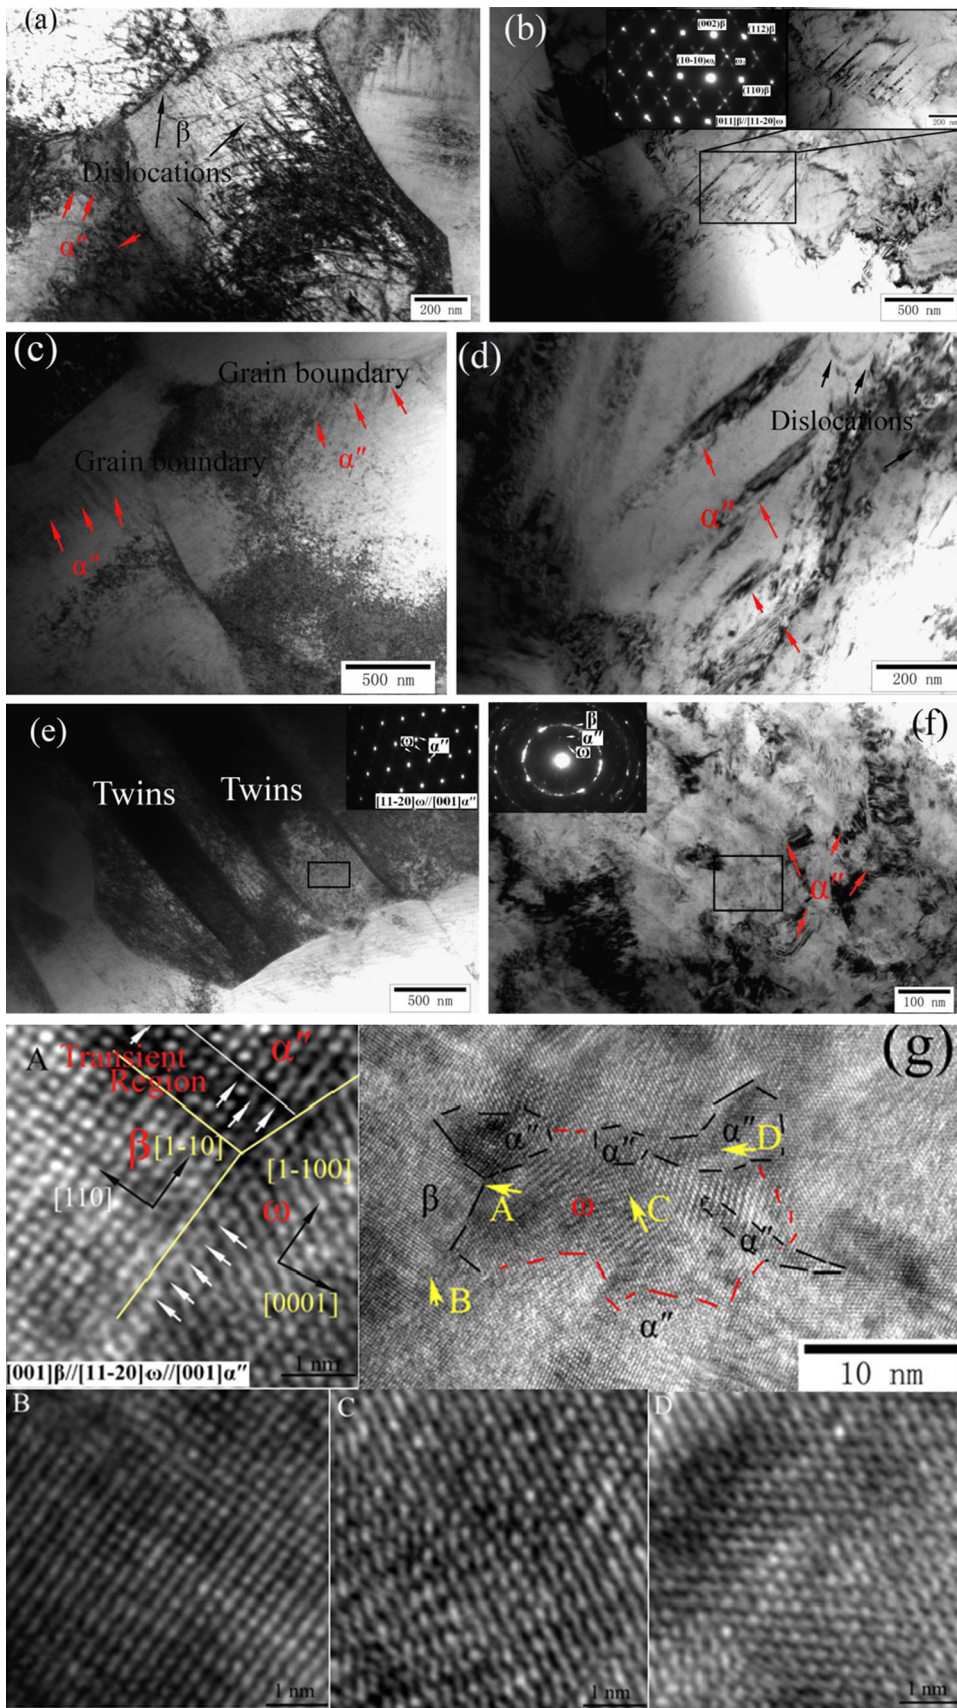 (a)
β
Dislocations
α″
200 nm
(b)
(002)β
(112)β
(10-10)ω₁
ω₂
(110)β
[011]β//[11-20]ω
200 nm
500 nm
(c)
Grain boundary
α″
Grain boundary
α″
500 nm
(d)
Dislocations
α″
200 nm
(e)
ω
α″
Twins
Twins
[11-20]ω//[001]α″
500 nm
(f)
β
α″
ω
α″
100 nm
A
Transient
Region
α″
β
[1-10]
[1-100]
[110]
ω
[0001]
[001]β//[11-20]ω//[001]α″
1 nm
(g)
α″
α″
α″
D
β
A
ω
C
α″
B
α″
10 nm
B
1 nm
C
1 nm
D
1 nm